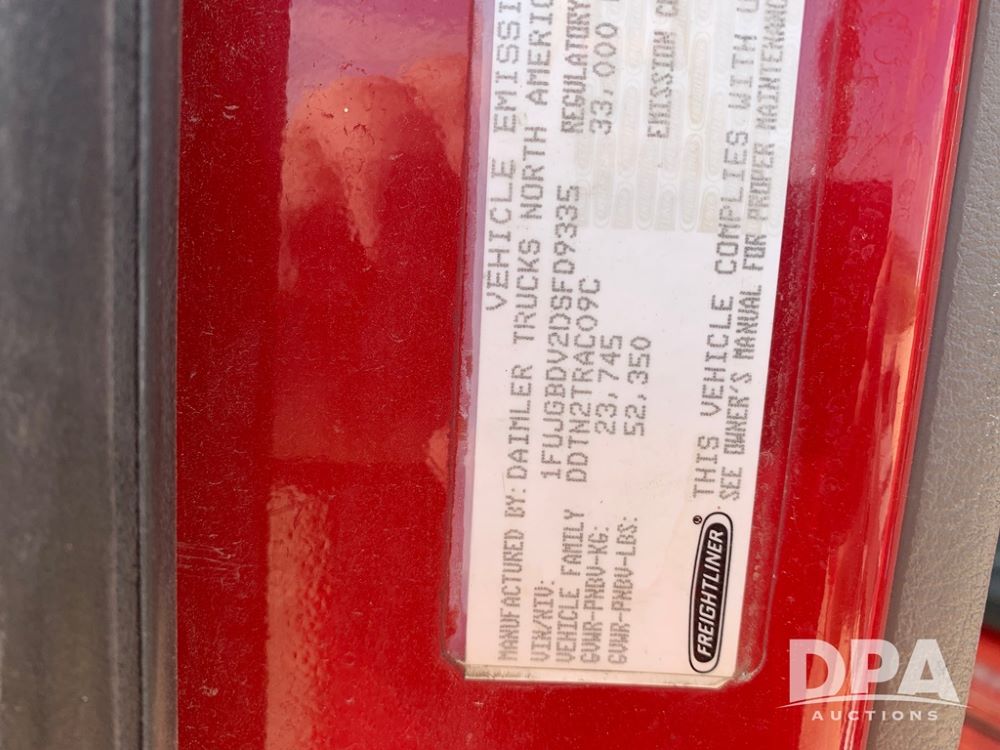 VEHICLE EMISSI
MANUFACTURED BY: DAIMLER TRUCKS NORTH AMERIC
VIN/NIV: 1FUJGBDV2DSFD9335 REGULATORY
VEHICLE FAMILY DDTN2TRAC09C 33,000
GVWR-PNBV-KG: 23,745
GVWR-PNBV-LBS: 52,350 EMISSION CO
FREIGHTLINER®
THIS VEHICLE COMPLIES WITH U
SEE OWNER'S MANUAL FOR PROPER MAINTENANC
DPA
AUCTIONS